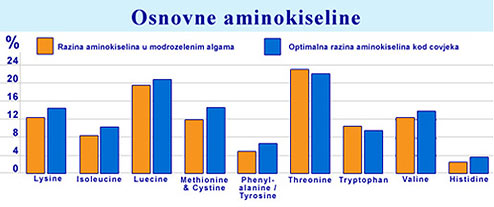 Osnovne aminokiseline
%
Razina aminokiselina u modrozelenim algama
Optimalna razina aminokiselina kod covjeka
24
20
16
12
8
4
0
Lysine
Isoleucine
Luecine
Methionine
& Cystine
Phenyl-
alanine /
Tyrosine
Threonine
Tryptophan
Valine
Histidine